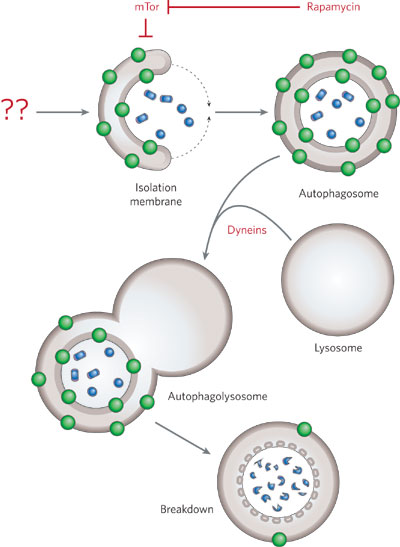 mTor
Rapamycin
??
Isolation
membrane
Autophagosome
Dyneins
Lysosome
Autophagolysosome
Breakdown